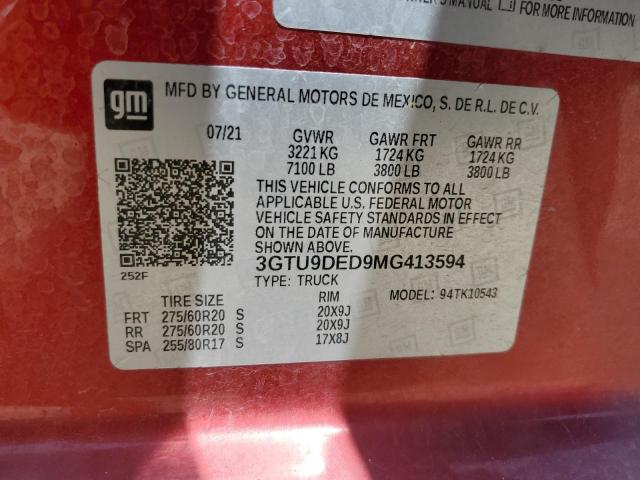 'S MANUAL FOR MORE INFORMATION
gm
MFD BY GENERAL MOTORS DE MEXICO, S. DE R.L. DE C.V.
07/21 GVWR GAWR FRT GAWR RR
3221 KG 1724 KG 1724 KG
7100 LB 3800 LB 3800 LB
THIS VEHICLE CONFORMS TO ALL
APPLICABLE U.S. FEDERAL MOTOR
VEHICLE SAFETY STANDARDS IN EFFECT
ON THE DATE OF MANUFACTURE
SHOWN ABOVE.
252F
3GTU9DED9MG413594
TYPE: TRUCK MODEL: 94TK10543
TIRE SIZE RIM
FRT 275/60R20 S 20X9J
RR 275/60R20 S 20X9J
SPA 255/80R17 S 17X8J